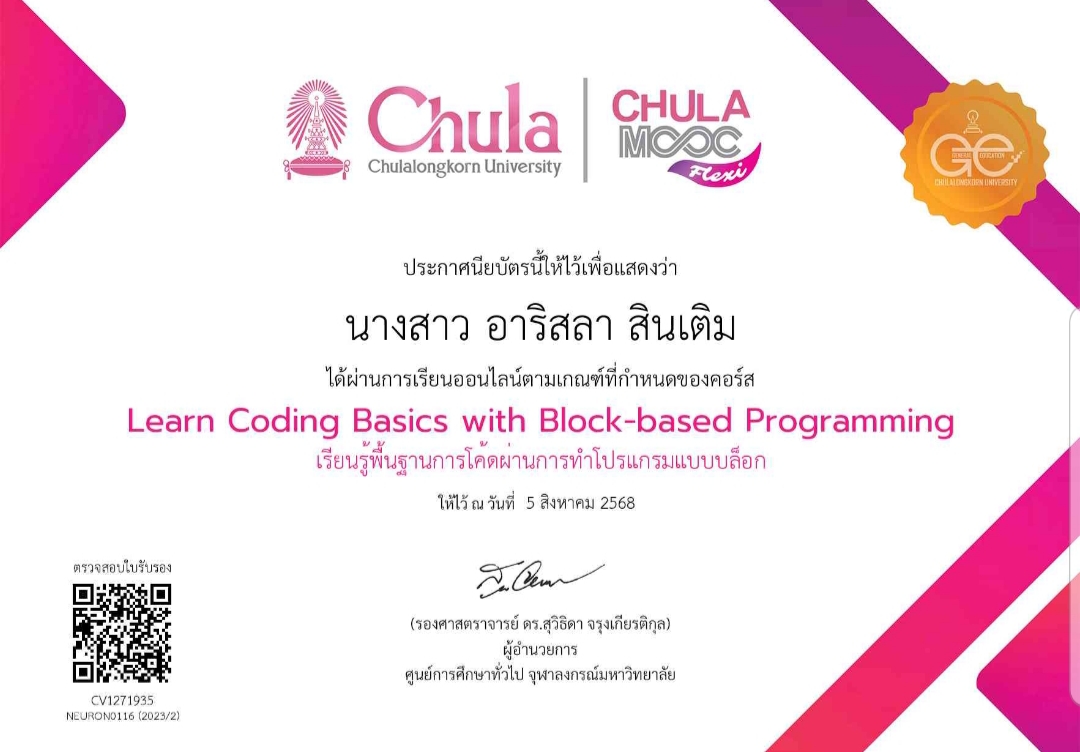 Chula
Chulalongkorn University
CHULA
MOOC
Flexi
GE
GENERAL EDUCATION
CHULALONGKORN UNIVERSITY
ประกาศนียบัตรนี้ให้ไว้เพื่อแสดงว่า
นางสาว อาริสลา สินเติม
ได้ผ่านการเรียนออนไลน์ตามเกณฑ์ที่กำหนดของคอร์ส
Learn Coding Basics with Block-based Programming
เรียนรู้พื้นฐานการโค้ดผ่านการทำโปรแกรมแบบบล็อก
ให้ไว้ ณ วันที่ 5 สิงหาคม 2568
ตรวจสอบใบรับรอง
CV1271935
NEURON0116 (2023/2)
(รองศาสตราจารย์ ดร.สุวิธิดา จรุงเกียรติกุล)
ผู้อำนวยการ
ศูนย์การศึกษาทั่วไป จุฬาลงกรณ์มหาวิทยาลัย